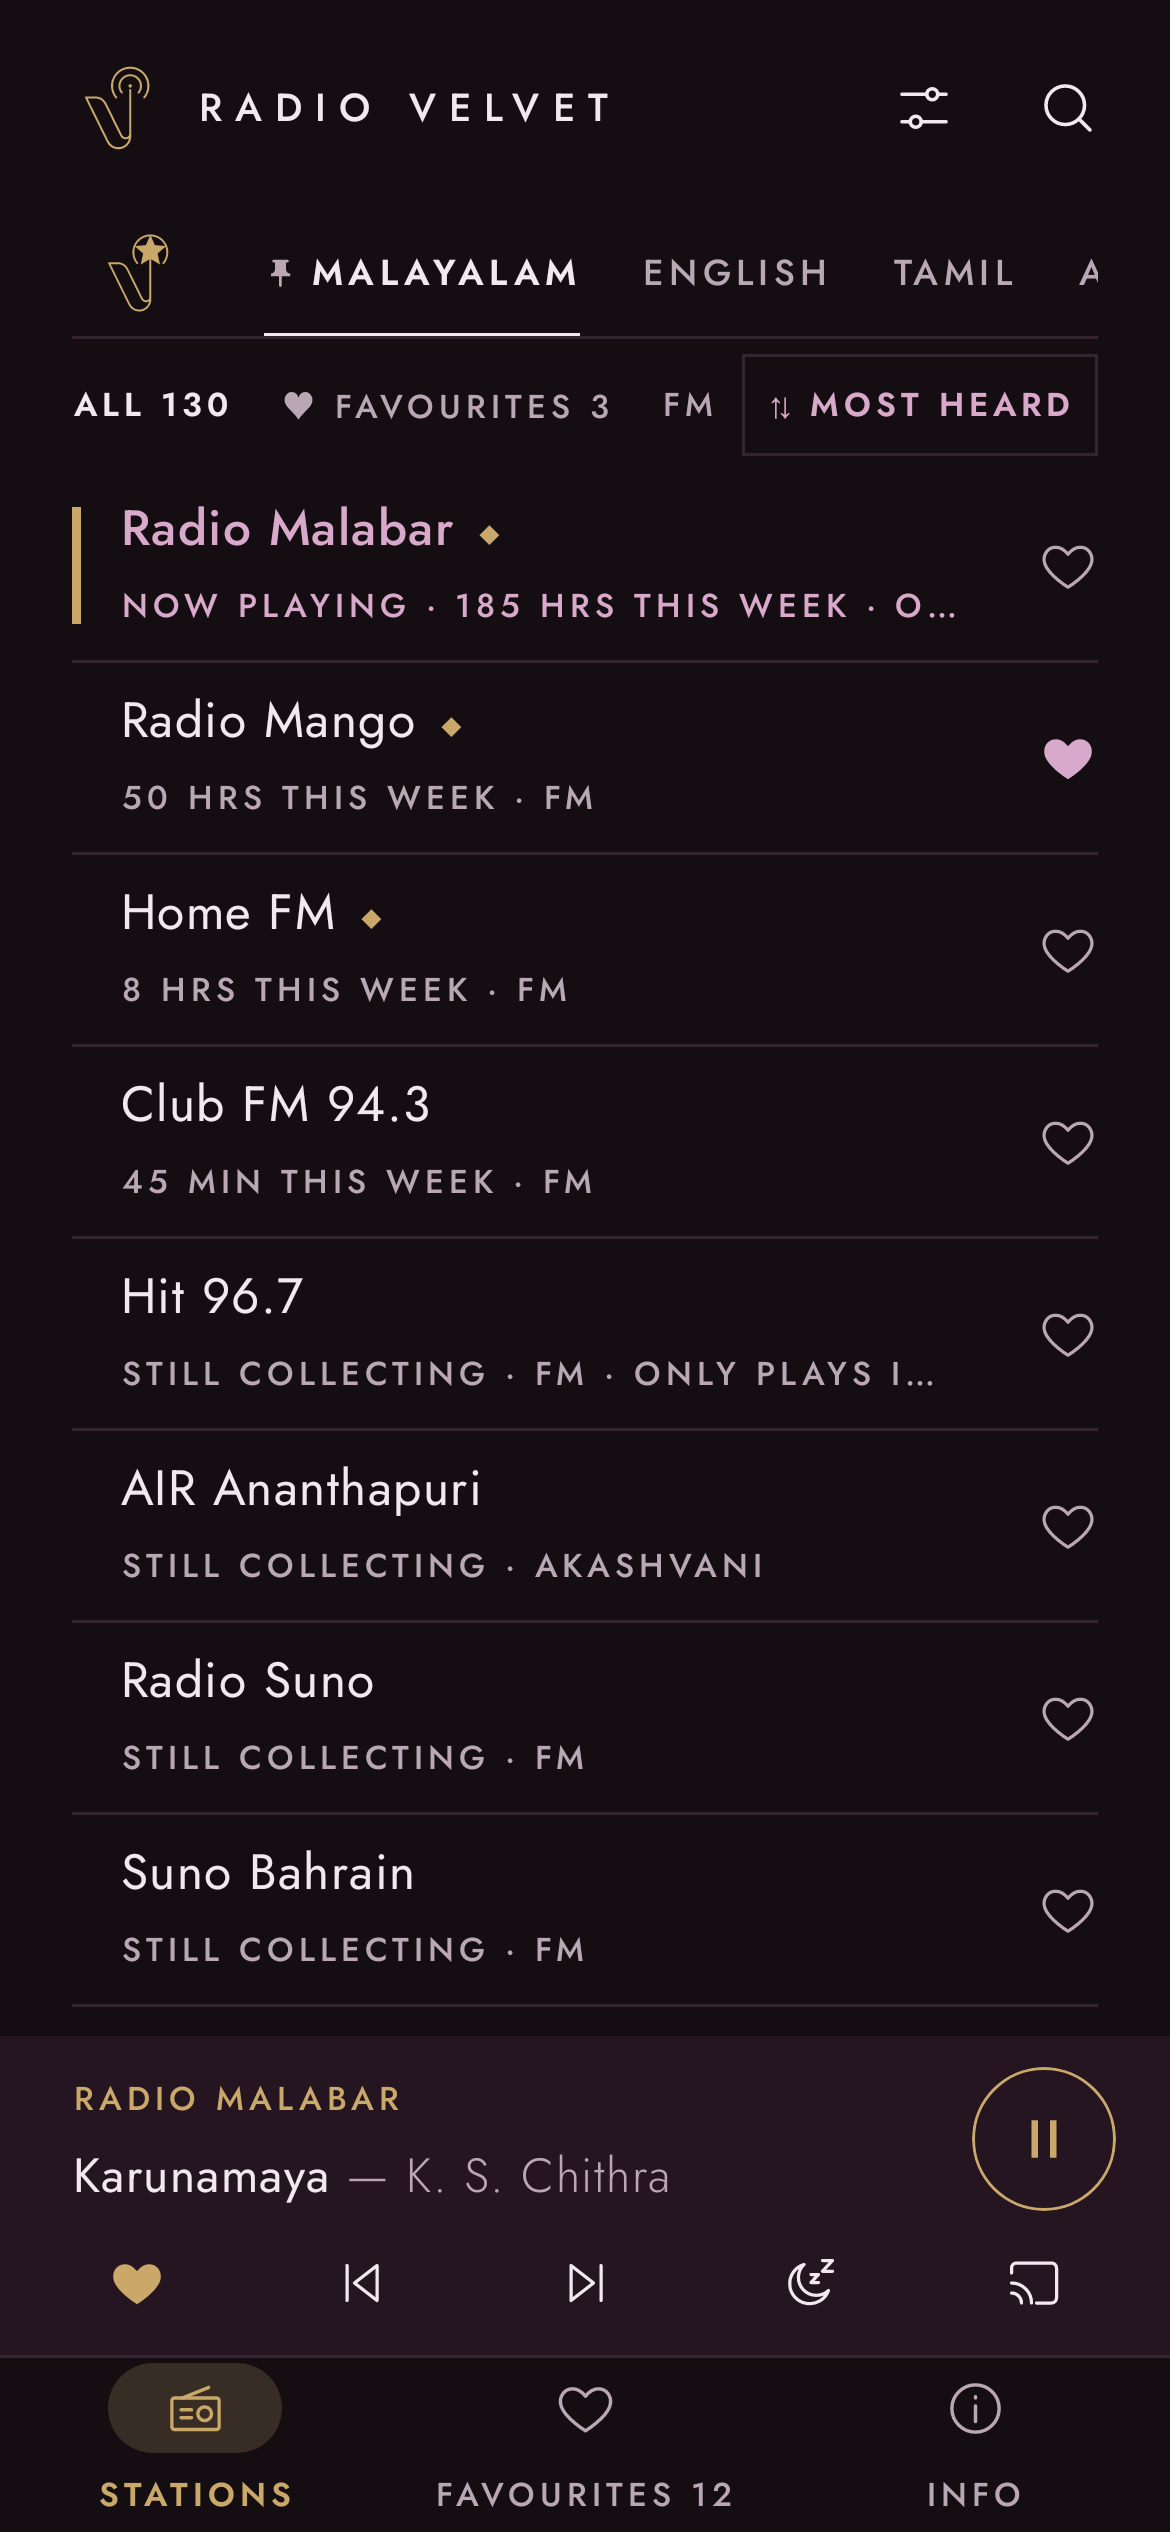 RADIO VELVET
MALAYALAM ENGLISH TAMIL A
ALL 130 FAVOURITES 3 FM MOST HEARD
Radio Malabar
NOW PLAYING · 185 HRS THIS WEEK · O...
Radio Mango
50 HRS THIS WEEK · FM
Home FM
8 HRS THIS WEEK · FM
Club FM 94.3
45 MIN THIS WEEK · FM
Hit 96.7
STILL COLLECTING · FM · ONLY PLAYS I...
AIR Ananthapuri
STILL COLLECTING · AKASHVANI
Radio Suno
STILL COLLECTING · FM
Suno Bahrain
STILL COLLECTING · FM
RADIO MALABAR
Karunamaya — K. S. Chithra
STATIONS FAVOURITES 12 INFO